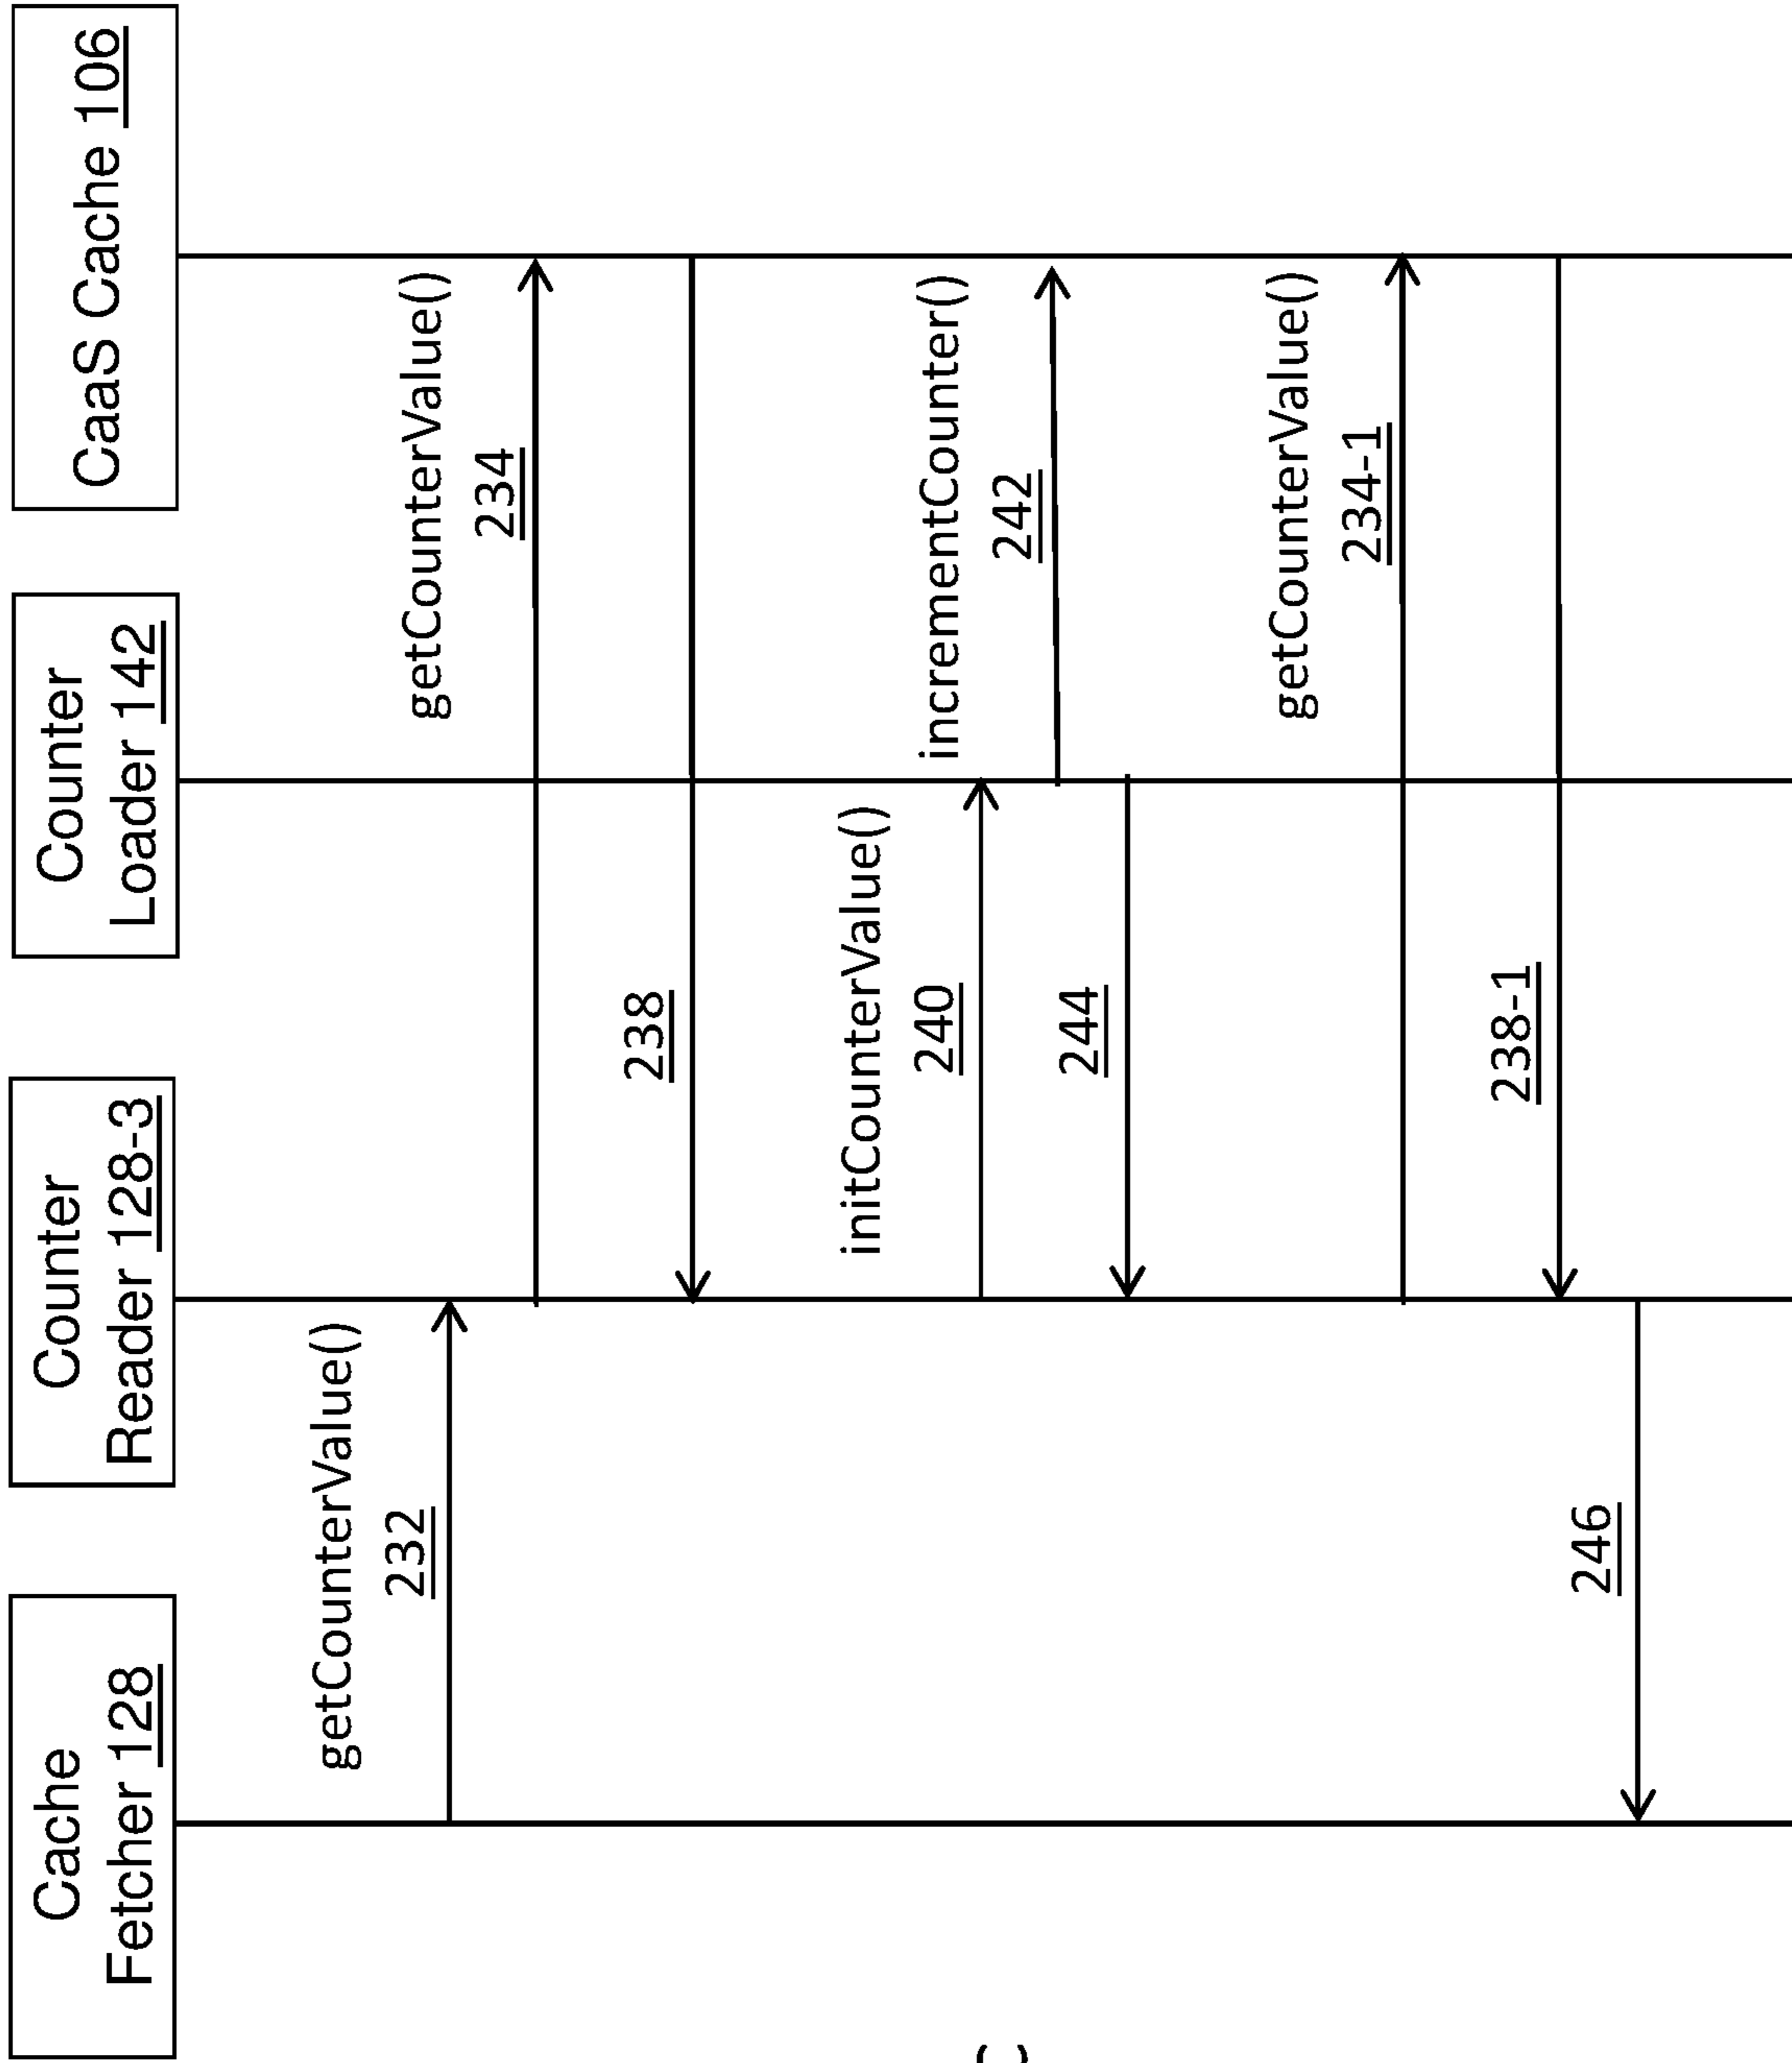 Cache
Fetcher 128
Counter
Reader 128-3
Counter
Loader 142
CaaS Cache 106
getCounterValue()
232
getCounterValue()
234
238
initCounterValue()
240
incrementCounter()
242
244
getCounterValue()
234-1
238-1
246